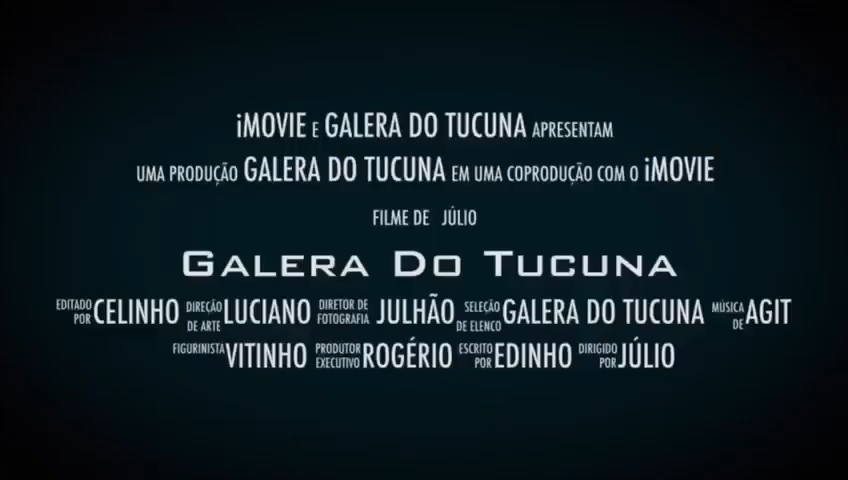 iMOVIE E GALERA DO TUCUNA APRESENTAM
UMA PRODUÇÃO GALERA DO TUCUNA EM UMA COPRODUÇÃO COM O iMOVIE
FILME DE JÚLIO
GALERA DO TUCUNA
EDITADO POR CELINHO DIREÇÃO DE ARTE LUCIANO DIRETOR DE FOTOGRAFIA JULHÃO SELEÇÃO DE ELENCO GALERA DO TUCUNA MÚSICA DE AGIT
FIGURINISTA VITINHO PRODUTOR EXECUTIVO ROGÉRIO ESCRITO POR EDINHO DIRIGIDO POR JÚLIO